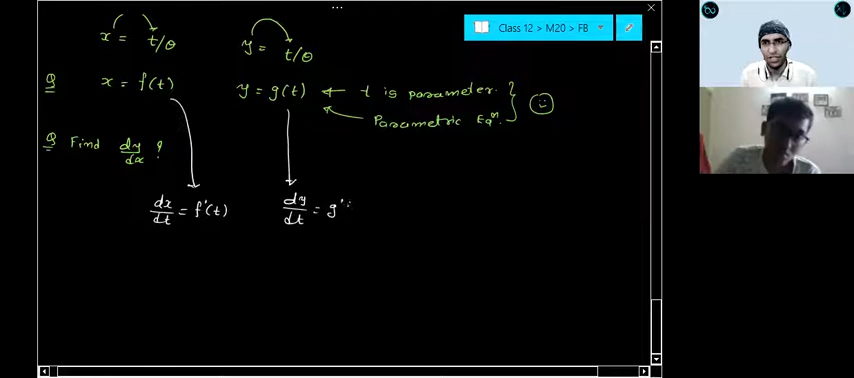 x = t/θ    y = t/θ
Class 12 > M20 > FB
Q x = f(t)    y = g(t) ← t is parameter.
Parametric Eqn.
Q Find dy/dx ?
dx/dt = f'(t)    dy/dt = g'